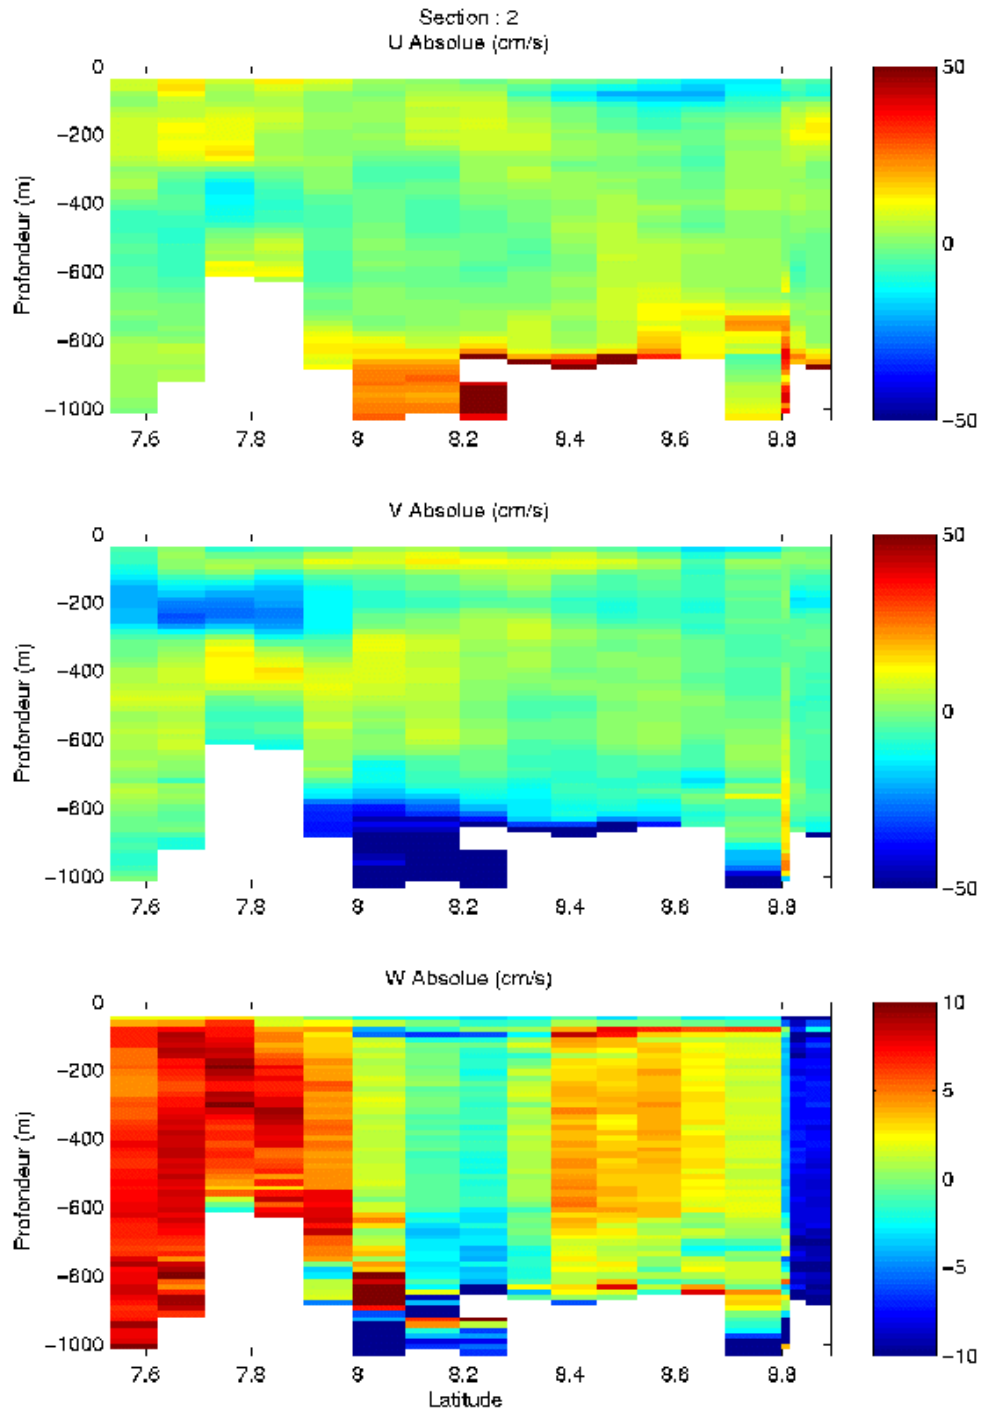 Section : 2
U Absolue (cm/s)
0
-200
-400
-600
-800
-1000
Profondeur (m)
7.6 7.8 8 8.2 8.4 8.6 8.8
50
0
-50
V Absolue (cm/s)
0
-200
-400
-600
-800
-1000
Profondeur (m)
7.6 7.8 8 8.2 8.4 8.6 8.8
50
0
-50
W Absolue (cm/s)
0
-200
-400
-600
-800
-1000
Profondeur (m)
7.6 7.8 8 8.2 8.4 8.6 8.8
Latitude
10
5
0
-5
-10